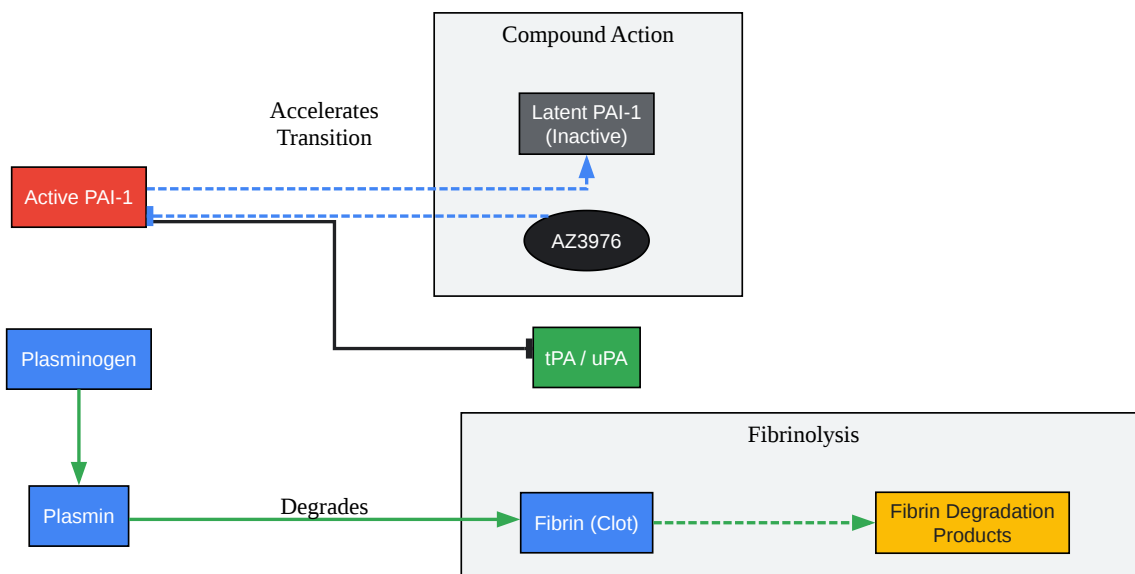 Compound Action
Accelerates
Transition
Latent PAI-1
(Inactive)
Active PAI-1
AZ3976
Plasminogen
tPA / uPA
Fibrinolysis
Plasmin
Degrades
Fibrin (Clot)
Fibrin Degradation
Products